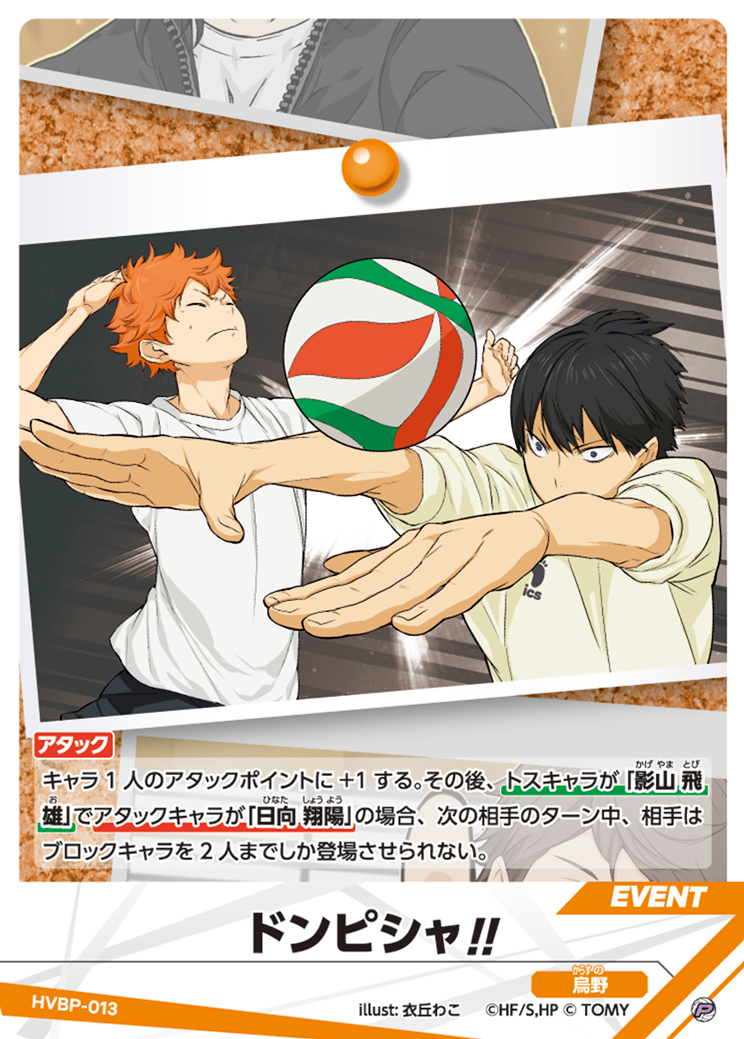 ics
アタック
キャラ1人のアタックポイントに+1する。その後、トスキャラが「影山 飛
雄」でアタックキャラが「日向 翔陽」の場合、次の相手のターン中、相手は
ブロックキャラを2人までしか登場させられない。
EVENT
ドンピシャ!!
烏野
HVBP-013
illust: 衣丘わこ ©HF/S,HP © TOMY
P